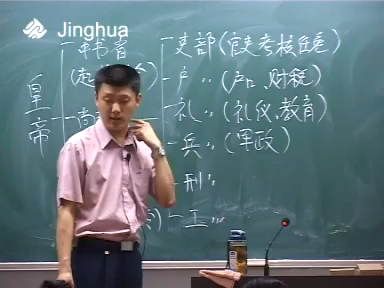 Jinghua
中书省
吏部(官吏考核任免)
户〃(户口、财税)
皇帝
礼〃(礼仪、教育)
兵〃(军政)
刑〃
工〃